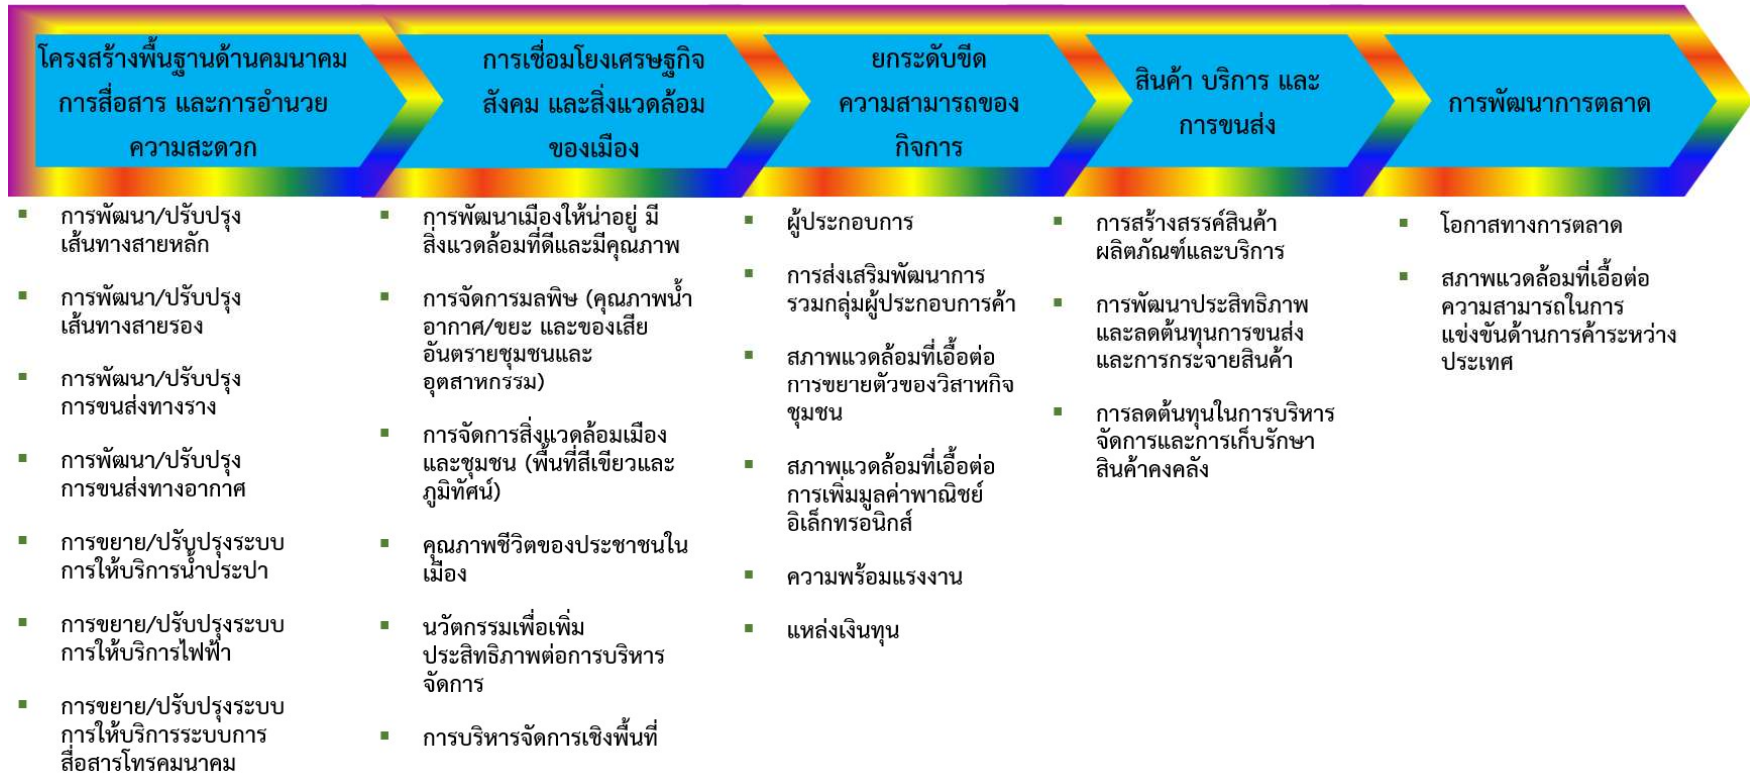 โครงสร้างพื้นฐานด้านคมนาคม
การสื่อสาร และการอำนวย
ความสะดวก
การเชื่อมโยงเศรษฐกิจ
สังคม และสิ่งแวดล้อม
ของเมือง
ยกระดับขีด
ความสามารถของ
กิจการ
สินค้า บริการ และ
การขนส่ง
การพัฒนาการตลาด
▪ การพัฒนา/ปรับปรุง
เส้นทางสายหลัก
▪ การพัฒนา/ปรับปรุง
เส้นทางสายรอง
▪ การพัฒนา/ปรับปรุง
การขนส่งทางราง
▪ การพัฒนา/ปรับปรุง
การขนส่งทางอากาศ
▪ การขยาย/ปรับปรุงระบบ
การให้บริการน้ำประปา
▪ การขยาย/ปรับปรุงระบบ
การให้บริการไฟฟ้า
▪ การขยาย/ปรับปรุงระบบ
การให้บริการระบบการ
สื่อสารโทรคมนาคม
▪ การพัฒนาเมืองให้น่าอยู่ มี
สิ่งแวดล้อมที่ดีและมีคุณภาพ
▪ การจัดการมลพิษ (คุณภาพน้ำ
อากาศ/ขยะ และของเสีย
อันตรายชุมชนและ
อุตสาหกรรม)
▪ การจัดการสิ่งแวดล้อมเมือง
และชุมชน (พื้นที่สีเขียวและ
ภูมิทัศน์)
▪ คุณภาพชีวิตของประชาชนใน
เมือง
▪ นวัตกรรมเพื่อเพิ่ม
ประสิทธิภาพต่อการบริหาร
จัดการ
▪ การบริหารจัดการเชิงพื้นที่
▪ ผู้ประกอบการ
▪ การส่งเสริมพัฒนาการ
รวมกลุ่มผู้ประกอบการค้า
▪ สภาพแวดล้อมที่เอื้อต่อ
การขยายตัวของวิสาหกิจ
ชุมชน
▪ สภาพแวดล้อมที่เอื้อต่อ
การเพิ่มมูลค่าพาณิชย์
อิเล็กทรอนิกส์
▪ ความพร้อมแรงงาน
▪ แหล่งเงินทุน
▪ การสร้างสรรค์สินค้า
ผลิตภัณฑ์และบริการ
▪ การพัฒนาประสิทธิภาพ
และลดต้นทุนการขนส่ง
และการกระจายสินค้า
▪ การลดต้นทุนในการบริหาร
จัดการและการเก็บรักษา
สินค้าคงคลัง
▪ โอกาสทางการตลาด
▪ สภาพแวดล้อมที่เอื้อต่อ
ความสามารถในการ
แข่งขันด้านการค้าระหว่าง
ประเทศ